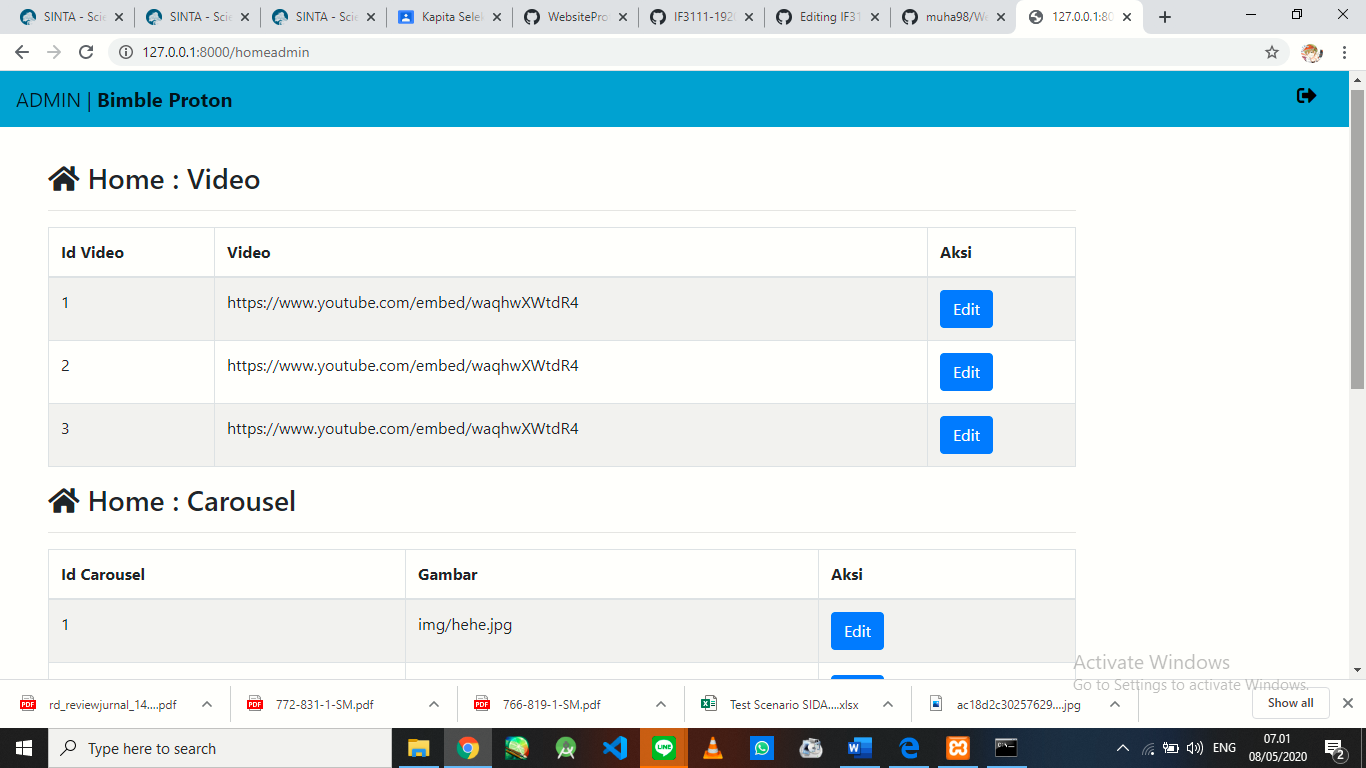 SINTA - Scie
SINTA - Scie
SINTA - Scie
Kapita Sele
WebsitePro
IF3111-192
Editing IF31
muha98/We
127.0.0.1:80
127.0.0.1:8000/homeadmin
ADMIN | Bimble Proton
Home : Video
Id Video Video Aksi
1 https://www.youtube.com/embed/waqhwXWtdR4 Edit
2 https://www.youtube.com/embed/waqhwXWtdR4 Edit
3 https://www.youtube.com/embed/waqhwXWtdR4 Edit
Home : Carousel
Id Carousel Gambar Aksi
1 img/hehe.jpg Edit
Activate Windows
Go to Settings to activate Windows.
rd_reviewjournal_14....pdf
772-831-1-SM.pdf
766-819-1-SM.pdf
Test Scenario SIDA....xlsx
ac18d2c30257629....jpg
Show all
Type here to search
LINE
ENG
07.01
08/05/2020
2